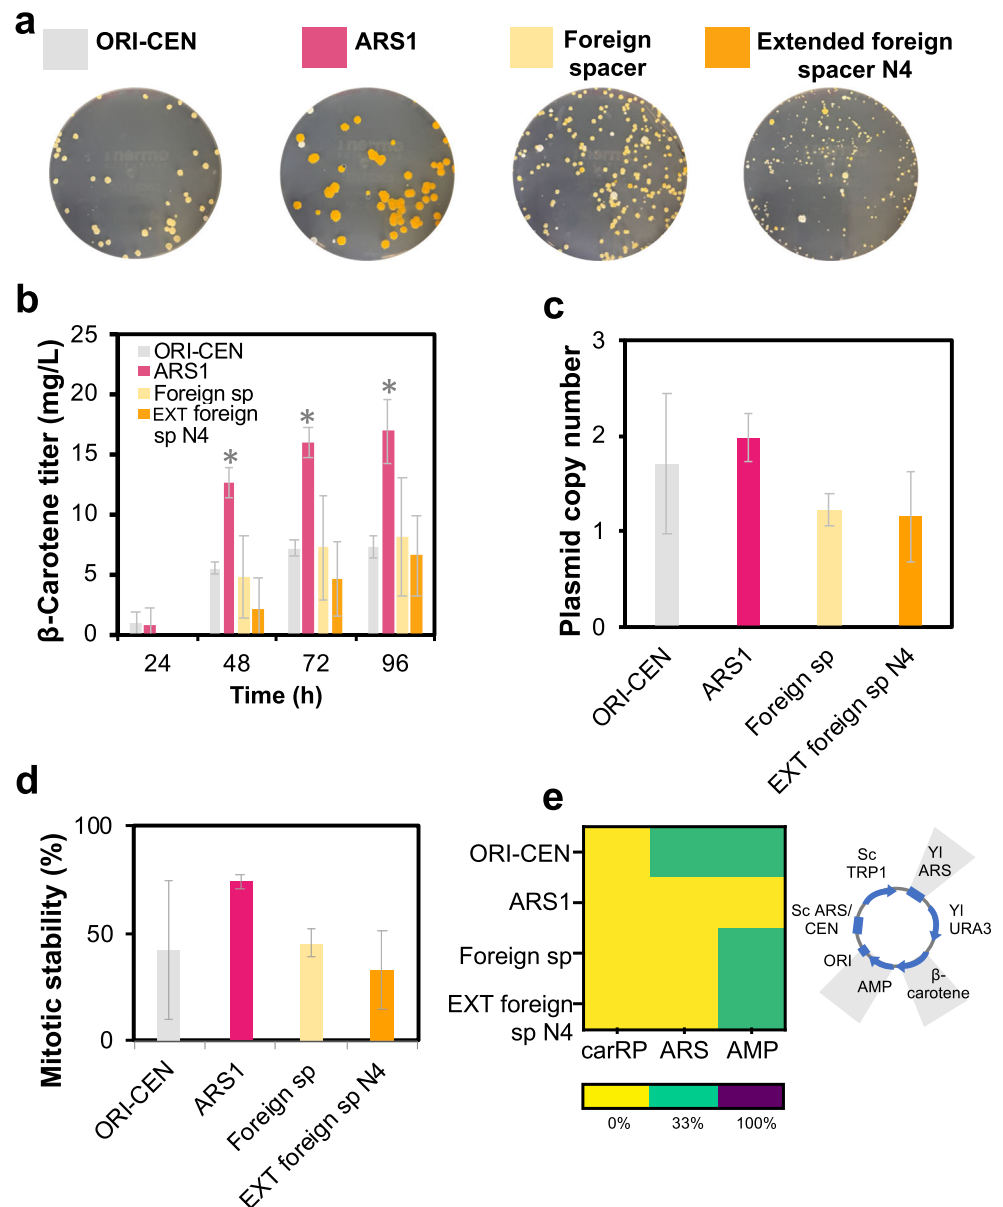 a
ORI-CEN
ARS1
Foreign
spacer
Extended foreign
spacer N4
b
β-Carotene titer (mg/L)
25
20
15
10
5
0
ORI-CEN
ARS1
Foreign sp
EXT foreign
sp N4
*
*
*
24
48
72
96
Time (h)
c
Plasmid copy number
3
2
1
0
ORI-CEN
ARS1
Foreign sp
EXT foreign sp N4
d
Mitotic stability (%)
100
50
0
ORI-CEN
ARS1
Foreign sp
EXT foreign sp N4
e
ORI-CEN
ARS1
Foreign sp
EXT foreign
sp N4
carRP
ARS
AMP
0%
33%
100%
Sc
TRP1
Yl
ARS
Sc ARS/
CEN
Yl
URA3
ORI
AMP
β-
carotene